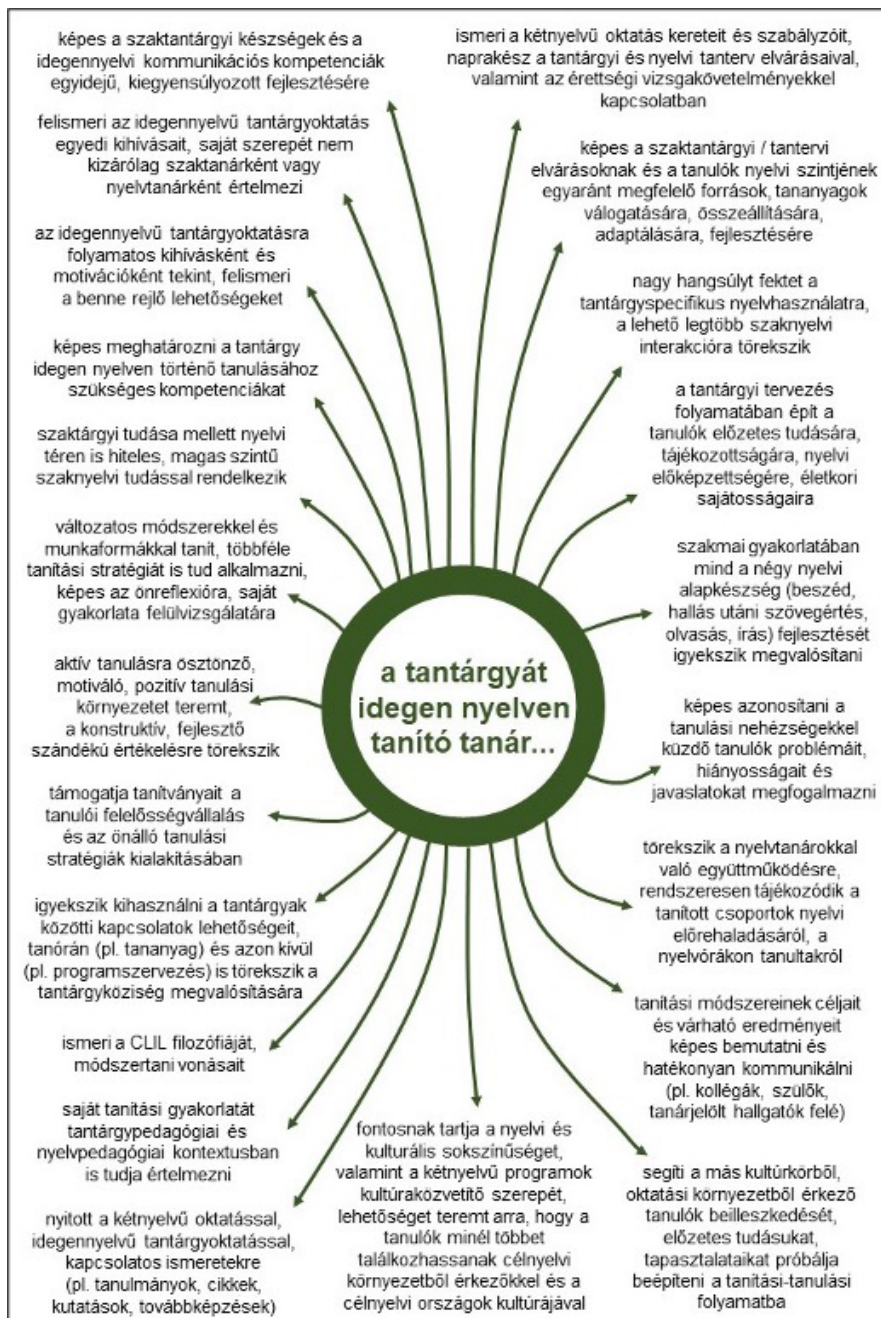 képes a szaktantárgyi készségek és a
idegennyelvi kommunikációs kompetenciák
egyidejű, kiegyensúlyozott fejlesztésére
felismeri az idegennyelvű tantárgyoktatás
egyedi kihívásait, saját szerepét nem
kizárólag szaktanárként vagy
nyelvtanárként értelmezi
az idegennyelvű tantárgyoktatásra
folyamatos kihívásként és
motivációként tekint, felismeri
a benne rejlő lehetőségeket
képes meghatározni a tantárgy
idegen nyelven történő tanulásához
szükséges kompetenciákat
szaktárgyi tudása mellett nyelvi
téren is hiteles, magas szintű
szaknyelvi tudással rendelkezik
változatos módszerekkel és
munkaformákkal tanít, többféle
tanítási stratégiát is tud alkalmazni,
képes az önreflexióra, saját
gyakorlata felülvizsgálatára
aktív tanulásra ösztönző,
motiváló, pozitív tanulási
környezetet teremt,
a konstruktív, fejlesztő
szándékú értékelésre törekszik
támogatja tanítványait a
tanulói felelősségvállalás
és az önálló tanulási
stratégiák kialakításában
igyekszik kihasználni a tantárgyak
közötti kapcsolatok lehetőségeit,
tanórán (pl. tananyag) és azon kívül
(pl. programszervezés) is törekszik a
tantárgyköziség megvalósítására
ismeri a CLIL filozófiáját,
módszertani vonásait
saját tanítási gyakorlatát
tantárgypedagógiai és
nyelvpedagógiai kontextusban
is tudja értelmezni
nyitott a kétnyelvű oktatással,
idegennyelvű tantárgyoktatással,
kapcsolatos ismeretekre
(pl. tanulmányok, cikkek,
kutatások, továbbképzések)
a tantárgyát
idegen nyelven
tanító tanár...
fontosnak tartja a nyelvi és
kulturális sokszínűséget,
valamint a kétnyelvű programok
kultúraközvetítő szerepét,
lehetőséget teremt arra, hogy a
tanulók minél többet
találkozhassanak célnyelvi
környezetből érkezőkkel és a
célnyelvi országok kultúrájával
ismeri a kétnyelvű oktatás kereteit és szabályzóit,
naprakész a tantárgyi és nyelvi tanterv elvárásaival,
valamint az érettségi vizsgakövetelményekkel
kapcsolatban
képes a szaktantárgyi / tantervi
elvárásoknak és a tanulók nyelvi szintjének
egyaránt megfelelő források, tananyagok
válogatására, összeállítására,
adaptálására, fejlesztésére
nagy hangsúlyt fektet a
tantárgyspecifikus nyelvhasználatra,
a lehető legtöbb szaknyelvi
interakcióra törekszik
a tantárgyi tervezés
folyamatában épít a
tanulók előzetes tudására,
tájékozottságára, nyelvi
előképzettségére, életkori
sajátosságaira
szakmai gyakorlatában
mind a négy nyelvi
alapkészség (beszéd,
hallás utáni szövegértés,
olvasás, írás) fejlesztését
igyekszik megvalósítani
képes azonosítani a
tanulási nehézségekkel
küzdő tanulók problémáit,
hiányosságait és
javaslatokat megfogalmazni
törekszik a nyelvtanárokkal
való együttműködésre,
rendszeresen tájékozódik a
tanított csoportok nyelvi
előrehaladásáról, a
nyelvórákon tanultakról
tanítási módszereinek céljait
és várható eredményeit
képes bemutatni és
hatékonyan kommunikálni
(pl. kollégák, szülők,
tanárjelölt hallgatók felé)
segíti a más kultúrkörből,
oktatási környezetből érkező
tanulók beilleszkedését,
előzetes tudásukat,
tapasztalataikat próbálja
beépíteni a tanítási-tanulási
folyamatba